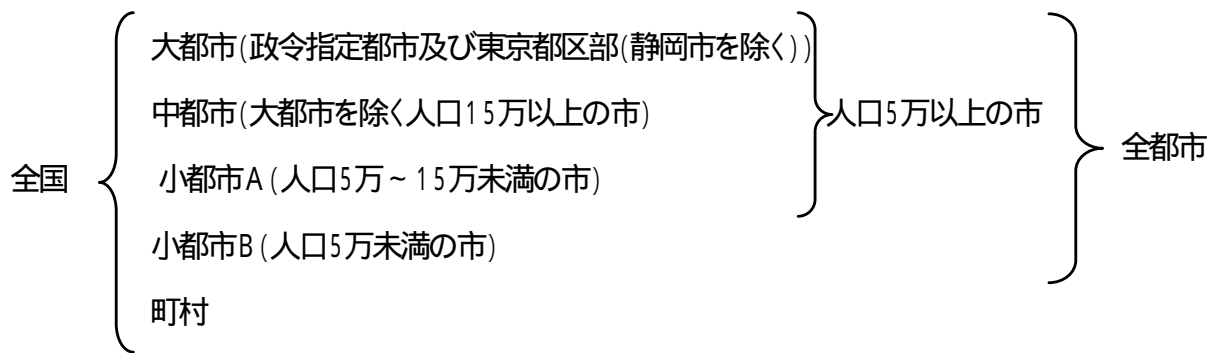 大都市(政令指定都市及び東京都区部(静岡市を除く))
中都市(大都市を除く人口15万以上の市)
人口5万以上の市
全都市
全国
小都市A(人口5万~15万未満の市)
小都市B(人口5万未満の市)
町村